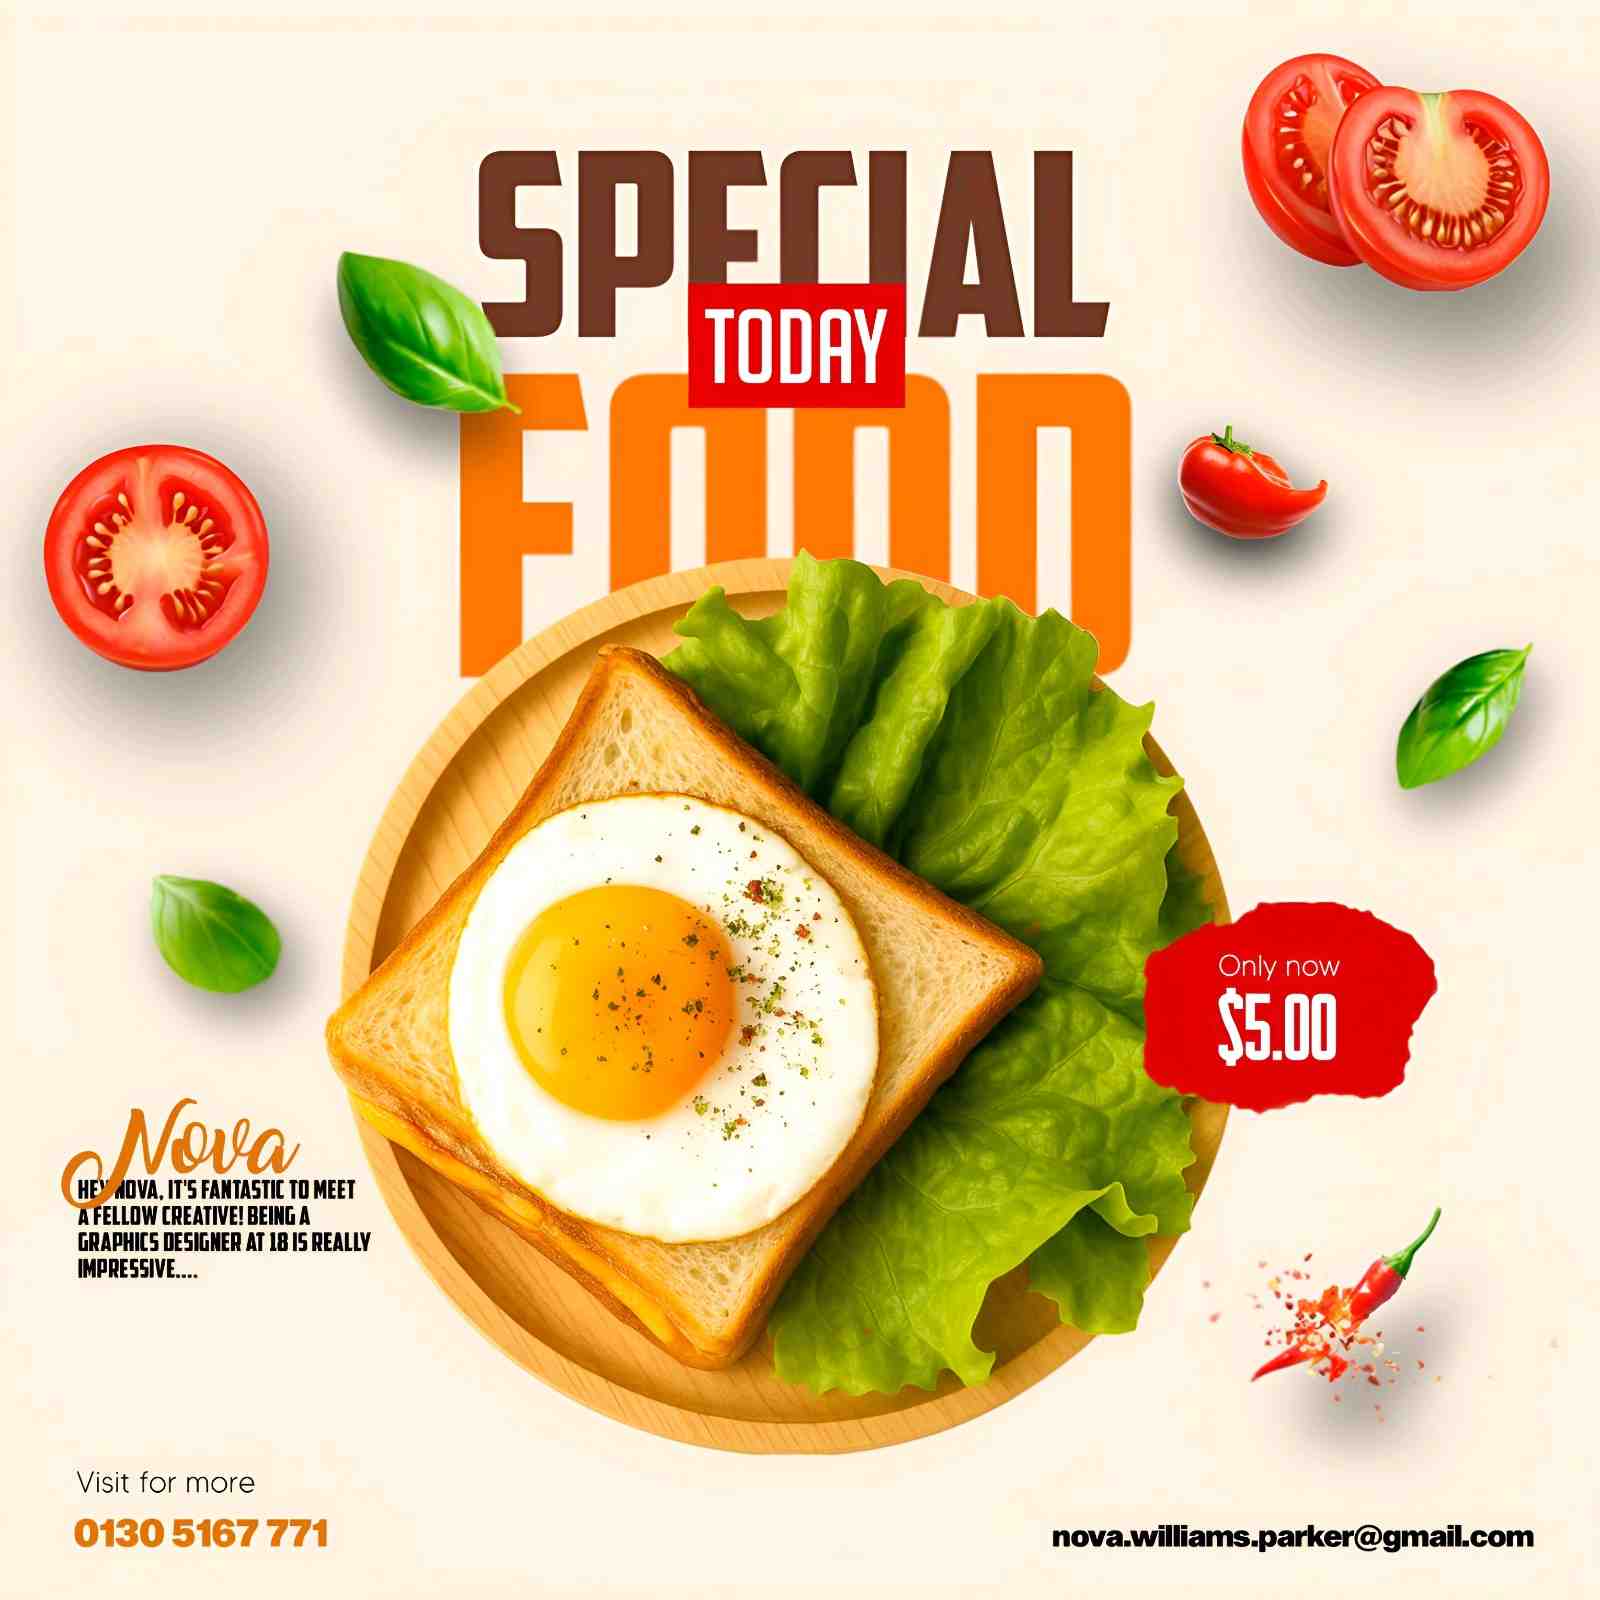 SPECIAL
TODAY
FOOD
Only now
$5.00
Nova
HEY NOVA, IT'S FANTASTIC TO MEET
A FELLOW CREATIVE! BEING A
GRAPHICS DESIGNER AT 18 IS REALLY
IMPRESSIVE....
Visit for more
0130 5167 771
nova.williams.parker@gmail.com